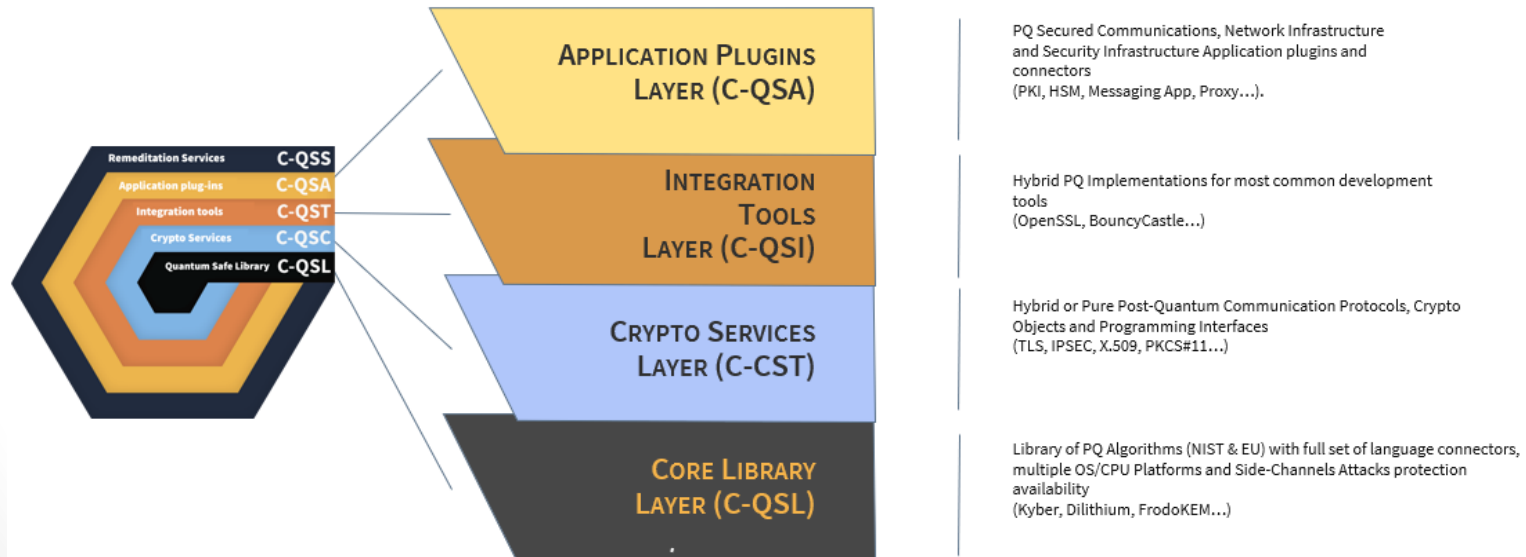 Remeditation Services C-QSS
Application plug-ins C-QSA
Integration tools C-QST
Crypto Services C-QSC
Quantum Safe Library C-QSL
APPLICATION PLUGINS
LAYER (C-QSA)
PQ Secured Communications, Network Infrastructure
and Security Infrastructure Application plugins and
connectors
(PKI, HSM, Messaging App, Proxy…).
INTEGRATION
TOOLS
LAYER (C-QSI)
Hybrid PQ Implementations for most common development
tools
(OpenSSL, BouncyCastle…)
CRYPTO SERVICES
LAYER (C-CST)
Hybrid or Pure Post-Quantum Communication Protocols, Crypto
Objects and Programming Interfaces
(TLS, IPSEC, X.509, PKCS#11…)
CORE LIBRARY
LAYER (C-QSL)
.
Library of PQ Algorithms (NIST & EU) with full set of language connectors,
multiple OS/CPU Platforms and Side-Channels Attacks protection
availability
(Kyber, Dilithium, FrodoKEM…)